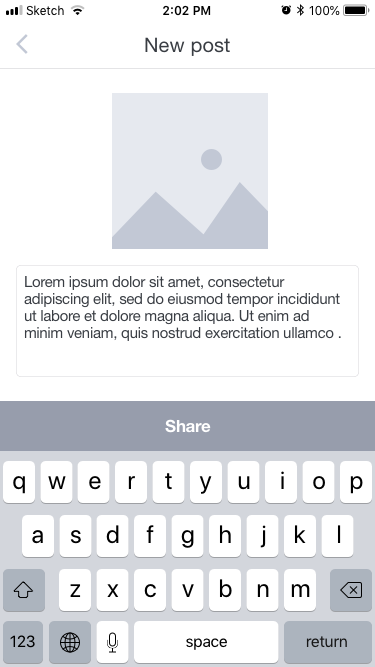 Sketch 2:02 PM 100%
New post
Lorem ipsum dolor sit amet, consectetur
adipiscing elit, sed do eiusmod tempor incididunt
ut labore et dolore magna aliqua. Ut enim ad
minim veniam, quis nostrud exercitation ullamco .
Share
q w e r t y u i o p
a s d f g h j k l
z x c v b n m
123 space return